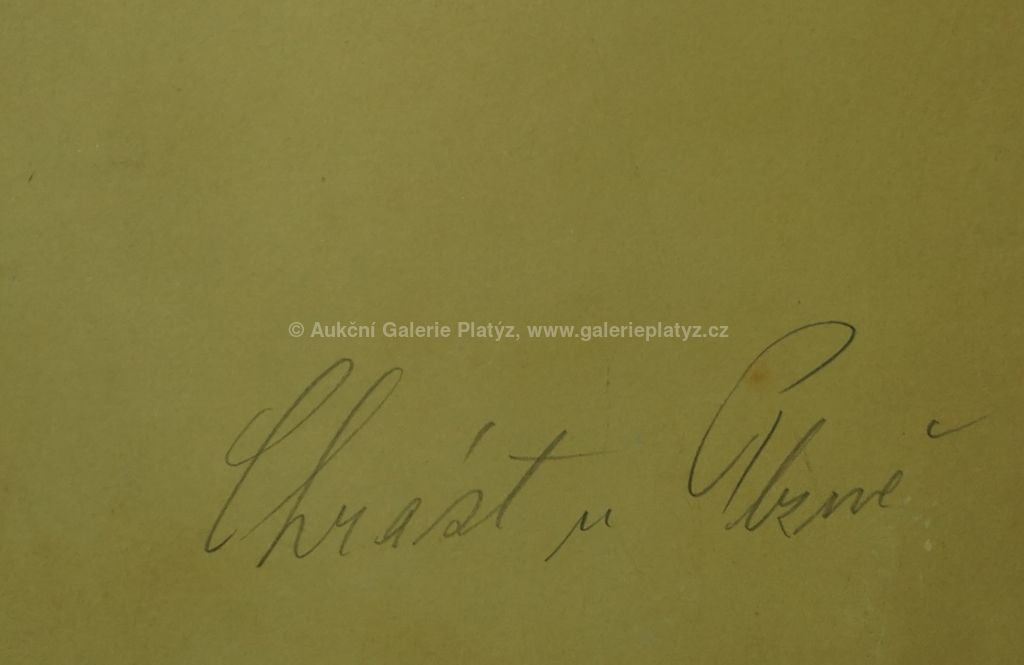 © Aukční Galerie Platýz, www.galerieplatyz.cz
Chrást u Plzně